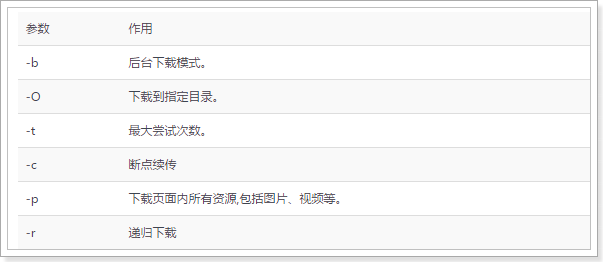 参数 作用
-b 后台下载模式。
-O 下载到指定目录。
-t 最大尝试次数。
-c 断点续传
-p 下载页面内所有资源,包括图片、视频等。
-r 递归下载